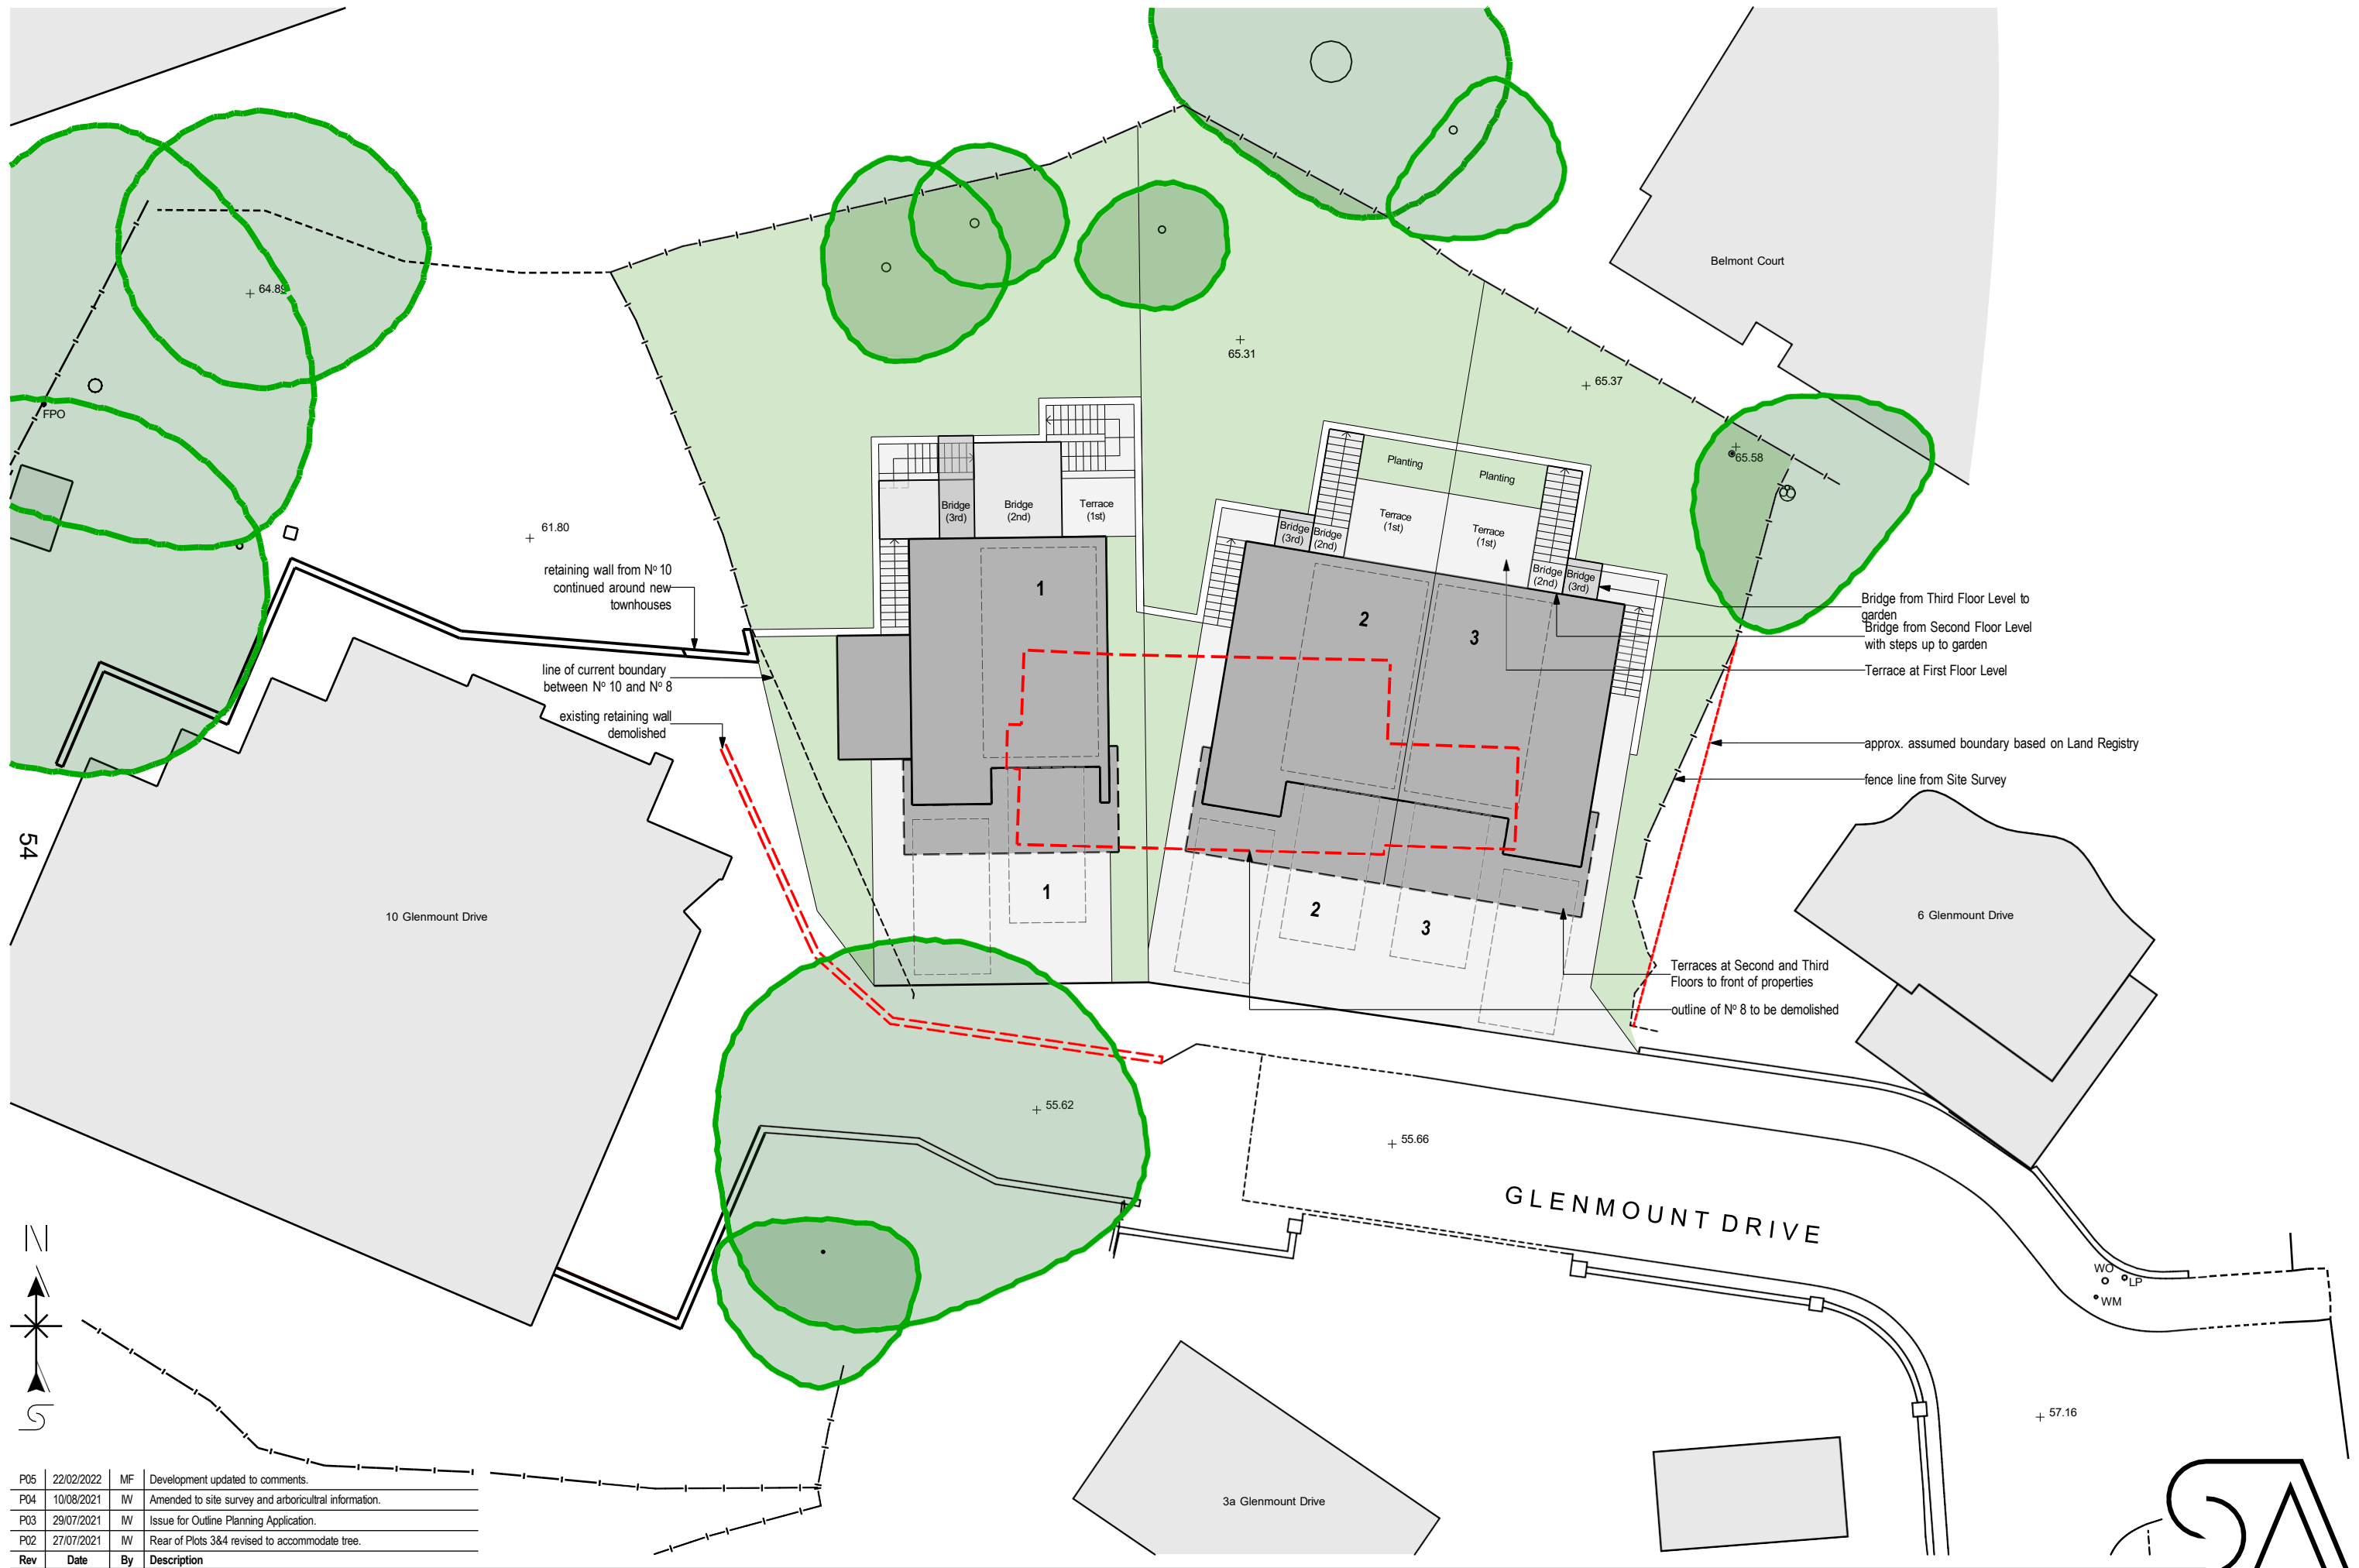 Belmont Court
64.89
FPO
65.31
65.37
65.58
61.80
Planting
Planting
Bridge
(3rd)
Bridge
(2nd)
Terrace
(1st)
Bridge
(3rd)
Bridge
(2nd)
Terrace
(1st)
Terrace
(1st)
Bridge
(2nd)
Bridge
(3rd)
retaining wall from Nº 10
continued around new
townhouses
line of current boundary
between Nº 10 and Nº 8
existing retaining wall
demolished
1
2
3
Bridge from Third Floor Level to
garden
Bridge from Second Floor Level
with steps up to garden
Terrace at First Floor Level
approx. assumed boundary based on Land Registry
fence line from Site Survey
54
10 Glenmount Drive
1
2
3
6 Glenmount Drive
Terraces at Second and Third
Floors to front of properties
outline of Nº 8 to be demolished
55.62
55.66
GLENMOUNT DRIVE
WO
LP
WM
N
S
57.16
3a Glenmount Drive
P05 22/02/2022 MF Development updated to comments.
P04 10/08/2021 IW Amended to site survey and arboricultral information.
P03 29/07/2021 IW Issue for Outline Planning Application.
P02 27/07/2021 IW Rear of Plots 3&4 revised to accommodate tree.
Rev Date By Description